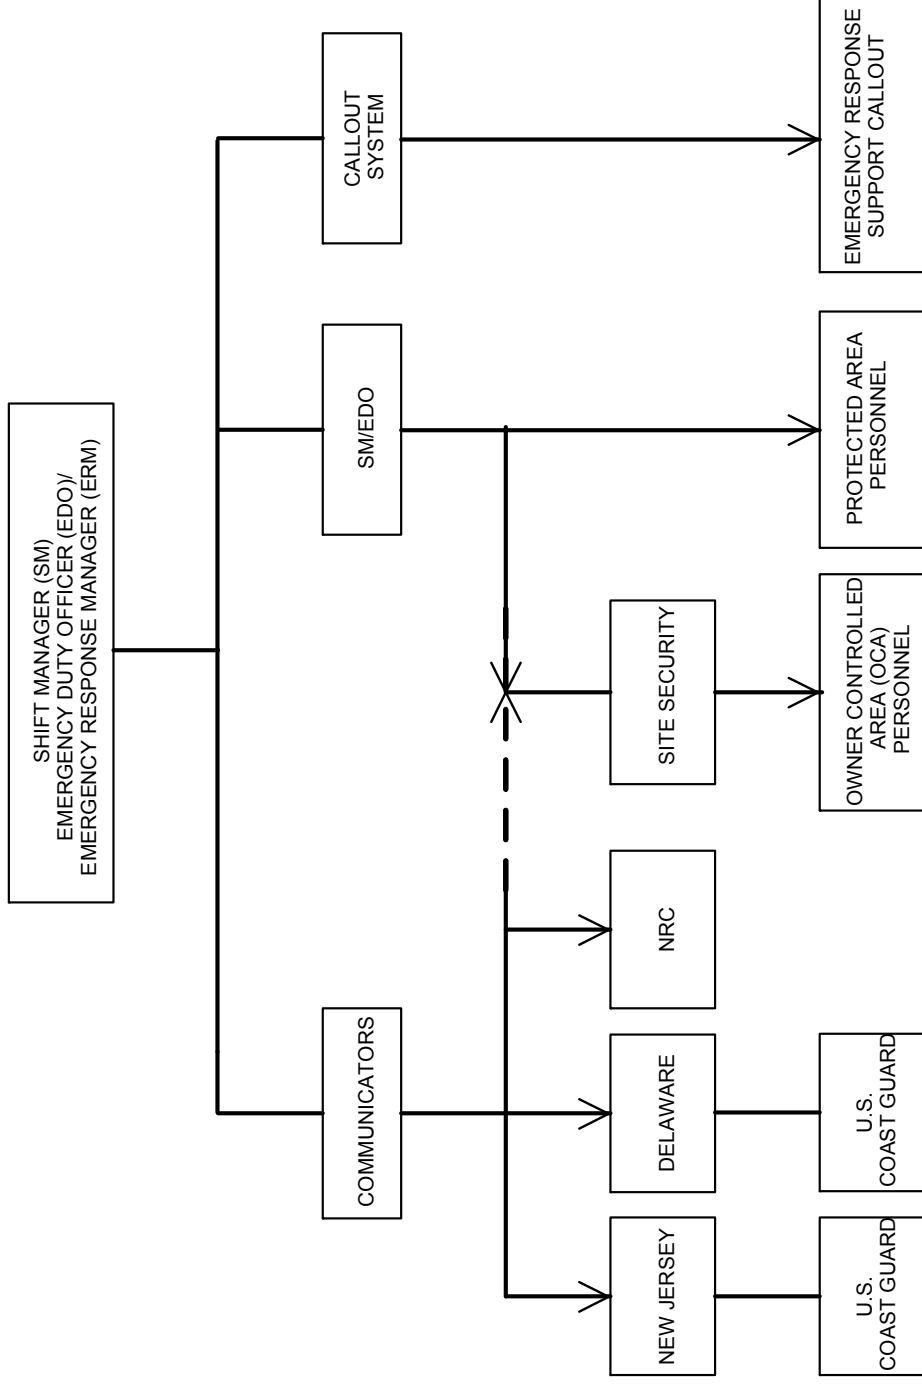 SHIFT MANAGER (SM)
EMERGENCY DUTY OFFICER (EDO)/
EMERGENCY RESPONSE MANAGER (ERM)
COMMUNICATORS
SM/EDO
CALLOUT
SYSTEM
NEW JERSEY
DELAWARE
NRC
SITE SECURITY
U.S.
COAST GUARD
U.S.
COAST GUARD
OWNER CONTROLLED
AREA (OCA)
PERSONNEL
PROTECTED AREA
PERSONNEL
EMERGENCY RESPONSE
SUPPORT CALLOUT